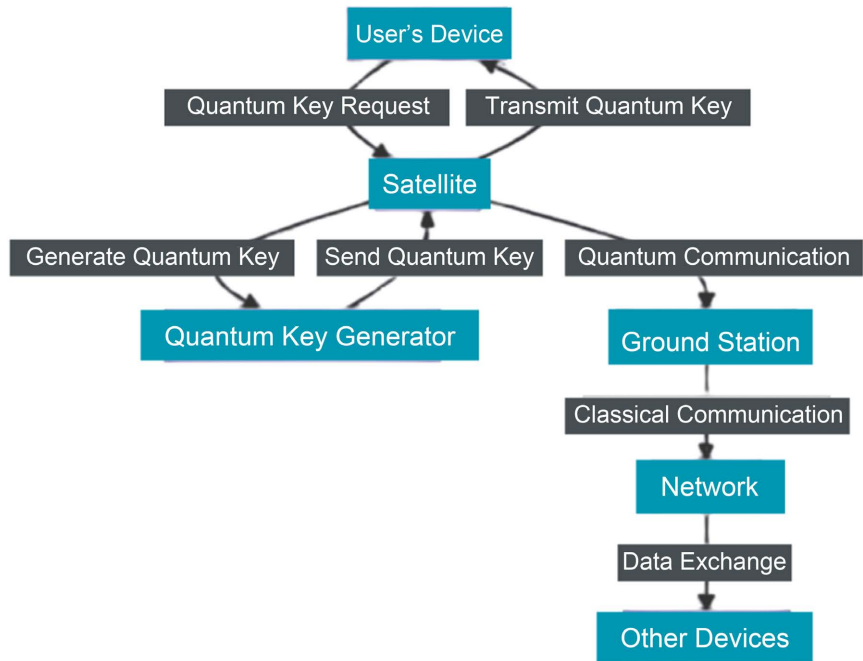 User’s Device
Quantum Key Request
Transmit Quantum Key
Satellite
Generate Quantum Key
Send Quantum Key
Quantum Communication
Quantum Key Generator
Ground Station
Classical Communication
Network
Data Exchange
Other Devices